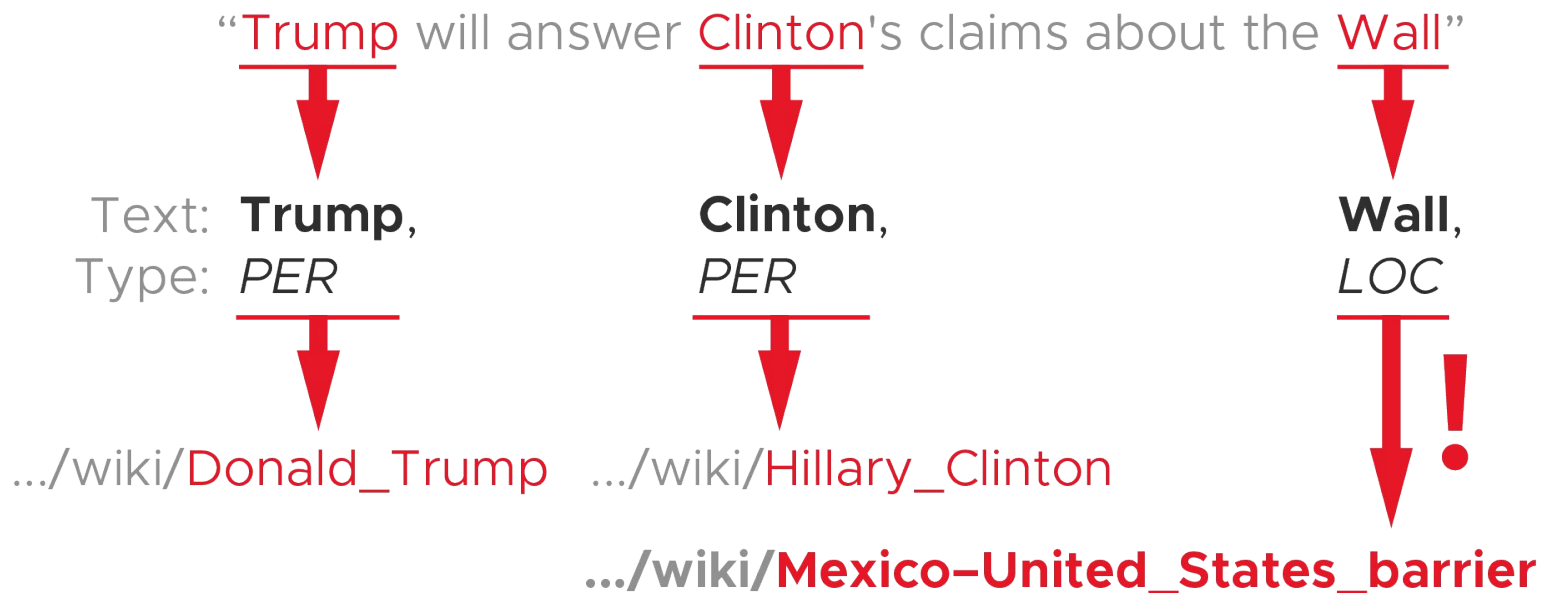 “Trump will answer Clinton's claims about the Wall”
Text: Trump, Clinton, Wall,
Type: PER PER LOC
!
.../wiki/Donald_Trump .../wiki/Hillary_Clinton
.../wiki/Mexico–United_States_barrier